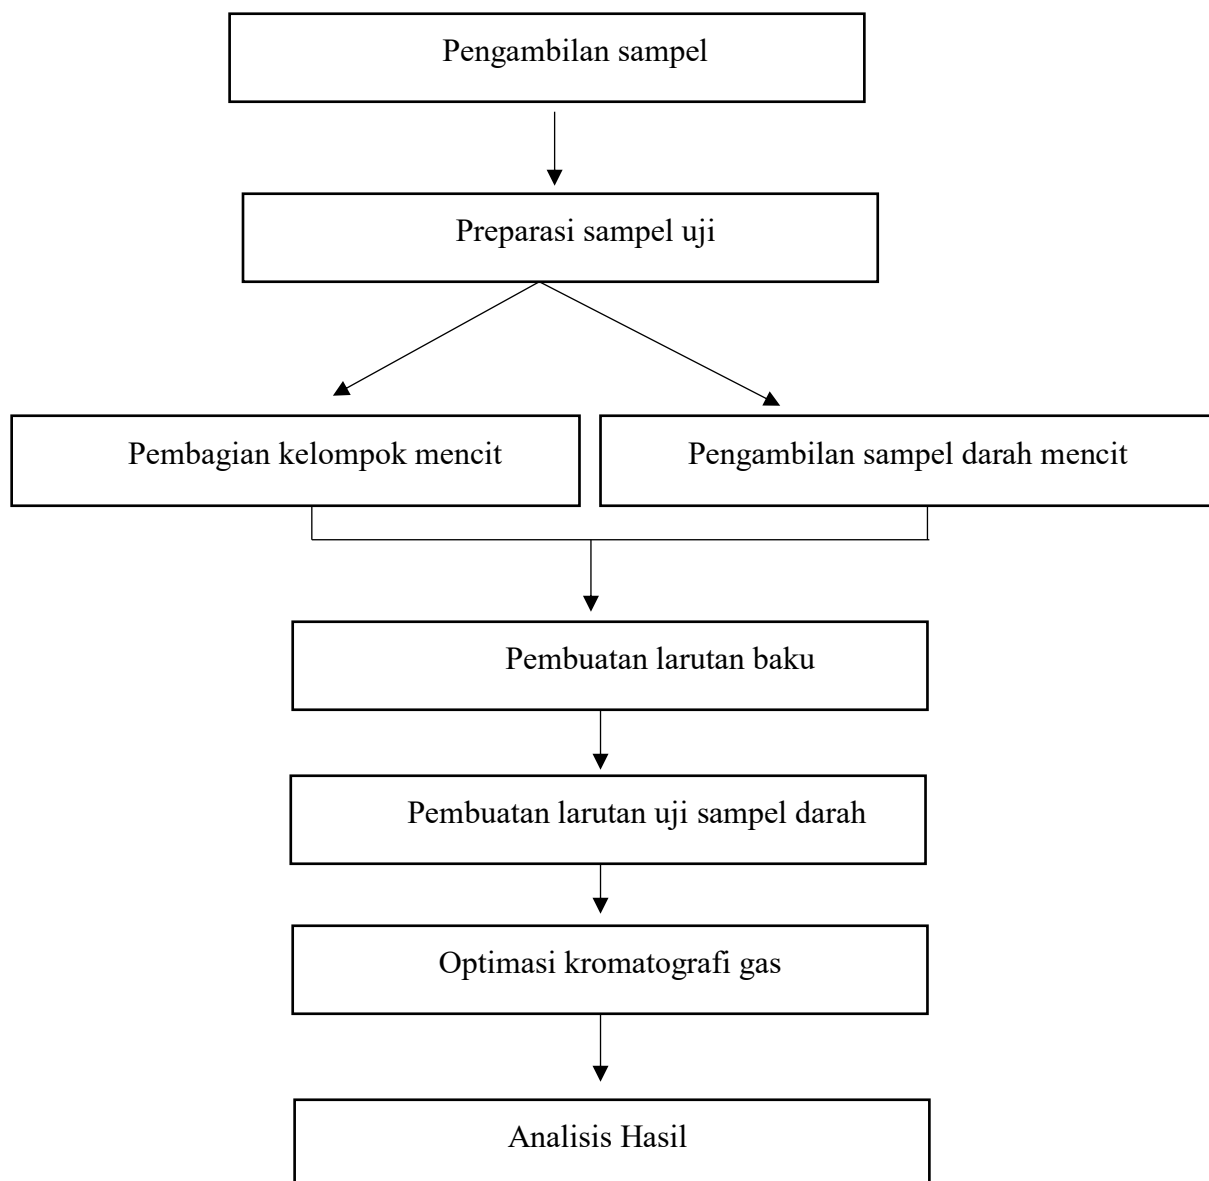 Pengambilan sampel
Preparasi sampel uji
Pembagian kelompok mencit
Pengambilan sampel darah mencit
Pembuatan larutan baku
Pembuatan larutan uji sampel darah
Optimasi kromatografi gas
Analisis Hasil